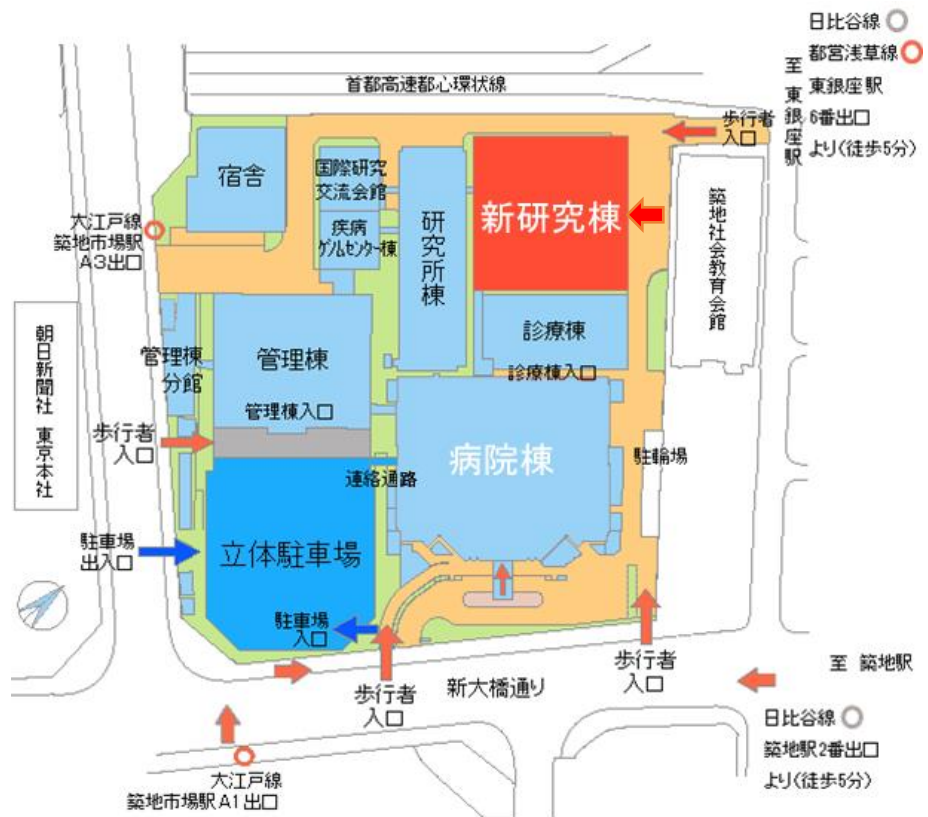 日比谷線
都営浅草線
至 東銀座駅
東銀座駅
6番出口
より(徒歩5分)
首都高速都心環状線
歩行者
入口
宿舎
国際研究
交流会館
疾病
ゲノムセンター棟
研究所棟
新研究棟
築地社会教育会館
大江戸線
築地市場駅
A3出口
朝日新聞社 東京本社
管理棟
分館
管理棟
管理棟入口
診療棟
診療棟入口
歩行者
入口
連絡通路
病院棟
駐輪場
駐車場
出入口
立体駐車場
駐車場
入口
歩行者
入口
新大橋通り
歩行者
入口
至 築地駅
日比谷線
築地駅2番出口
より(徒歩5分)
大江戸線
築地市場駅A1出口